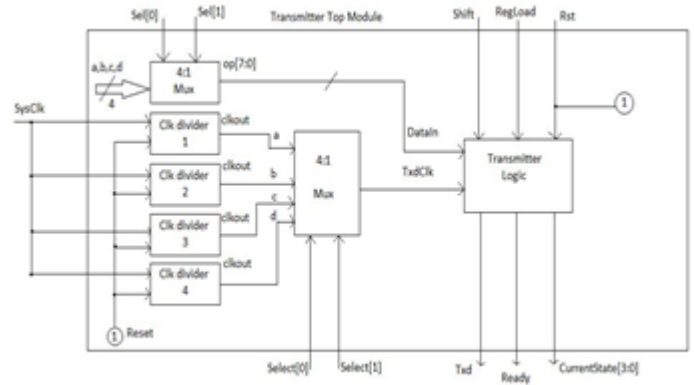 Sel[0]
Sel[1]
Transmitter Top Module
Shift
RegLoad
Rst
a,b,c,d
4
4:1
Mux
op[7:0]
1
SysClk
Clk divider
1
clkout
a
DataIn
Clk divider
2
clkout
b
4:1
Mux
TxdClk
Transmitter
Logic
Clk divider
3
clkout
c
d
Clk divider
4
clkout
1
Reset
Select[0]
Select[1]
Txd
Ready
CurrentState[3:0]